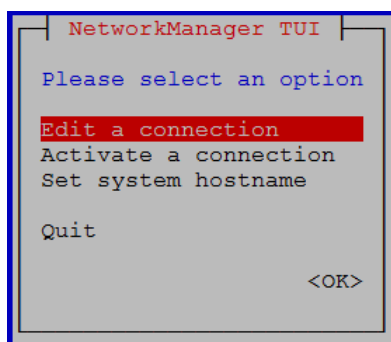 NetworkManager TUI
Please select an option
Edit a connection
Activate a connection
Set system hostname
Quit
<OK>